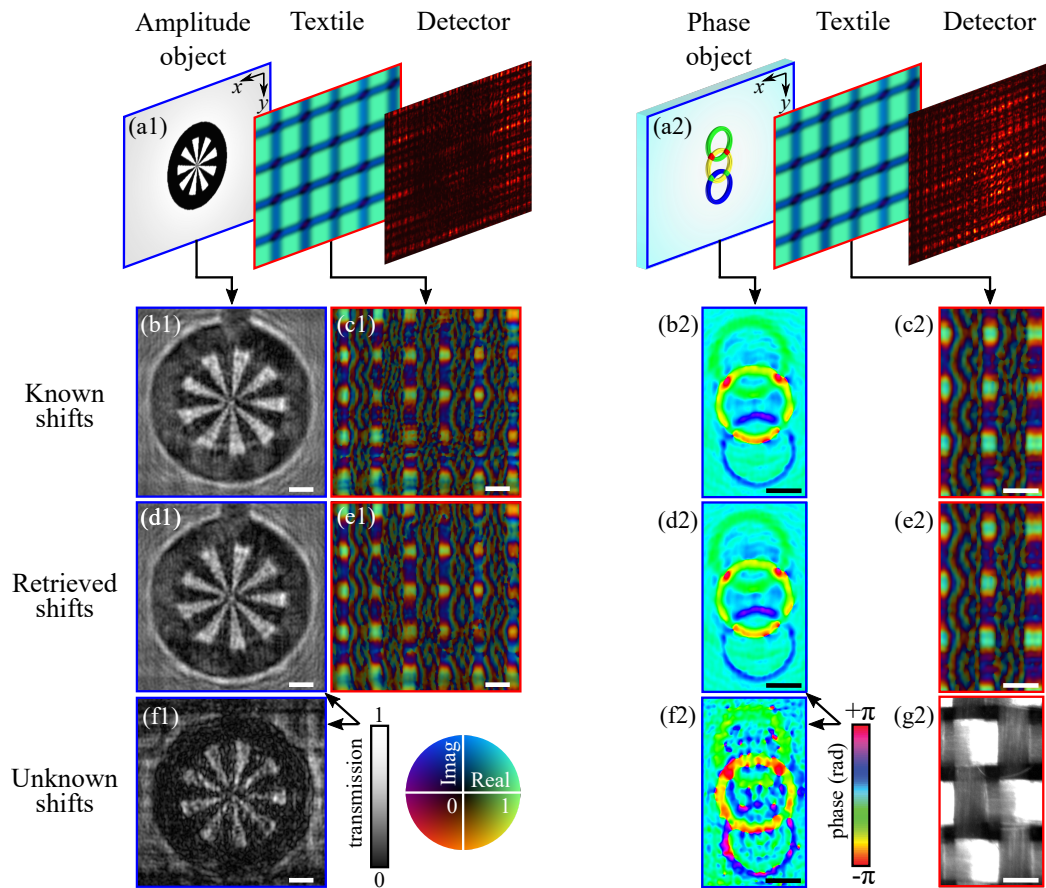 Amplitude
object
Textile
Detector
Phase
object
Textile
Detector
(a1)
x
y
(a2)
x
y
Known
shifts
(b1)
(c1)
(b2)
(c2)
Retrieved
shifts
(d1)
(e1)
(d2)
(e2)
Unknown
shifts
(f1)
1
transmission
0
Imag
Real
0
1
(f2)
+π
phase (rad)
-π
(g2)